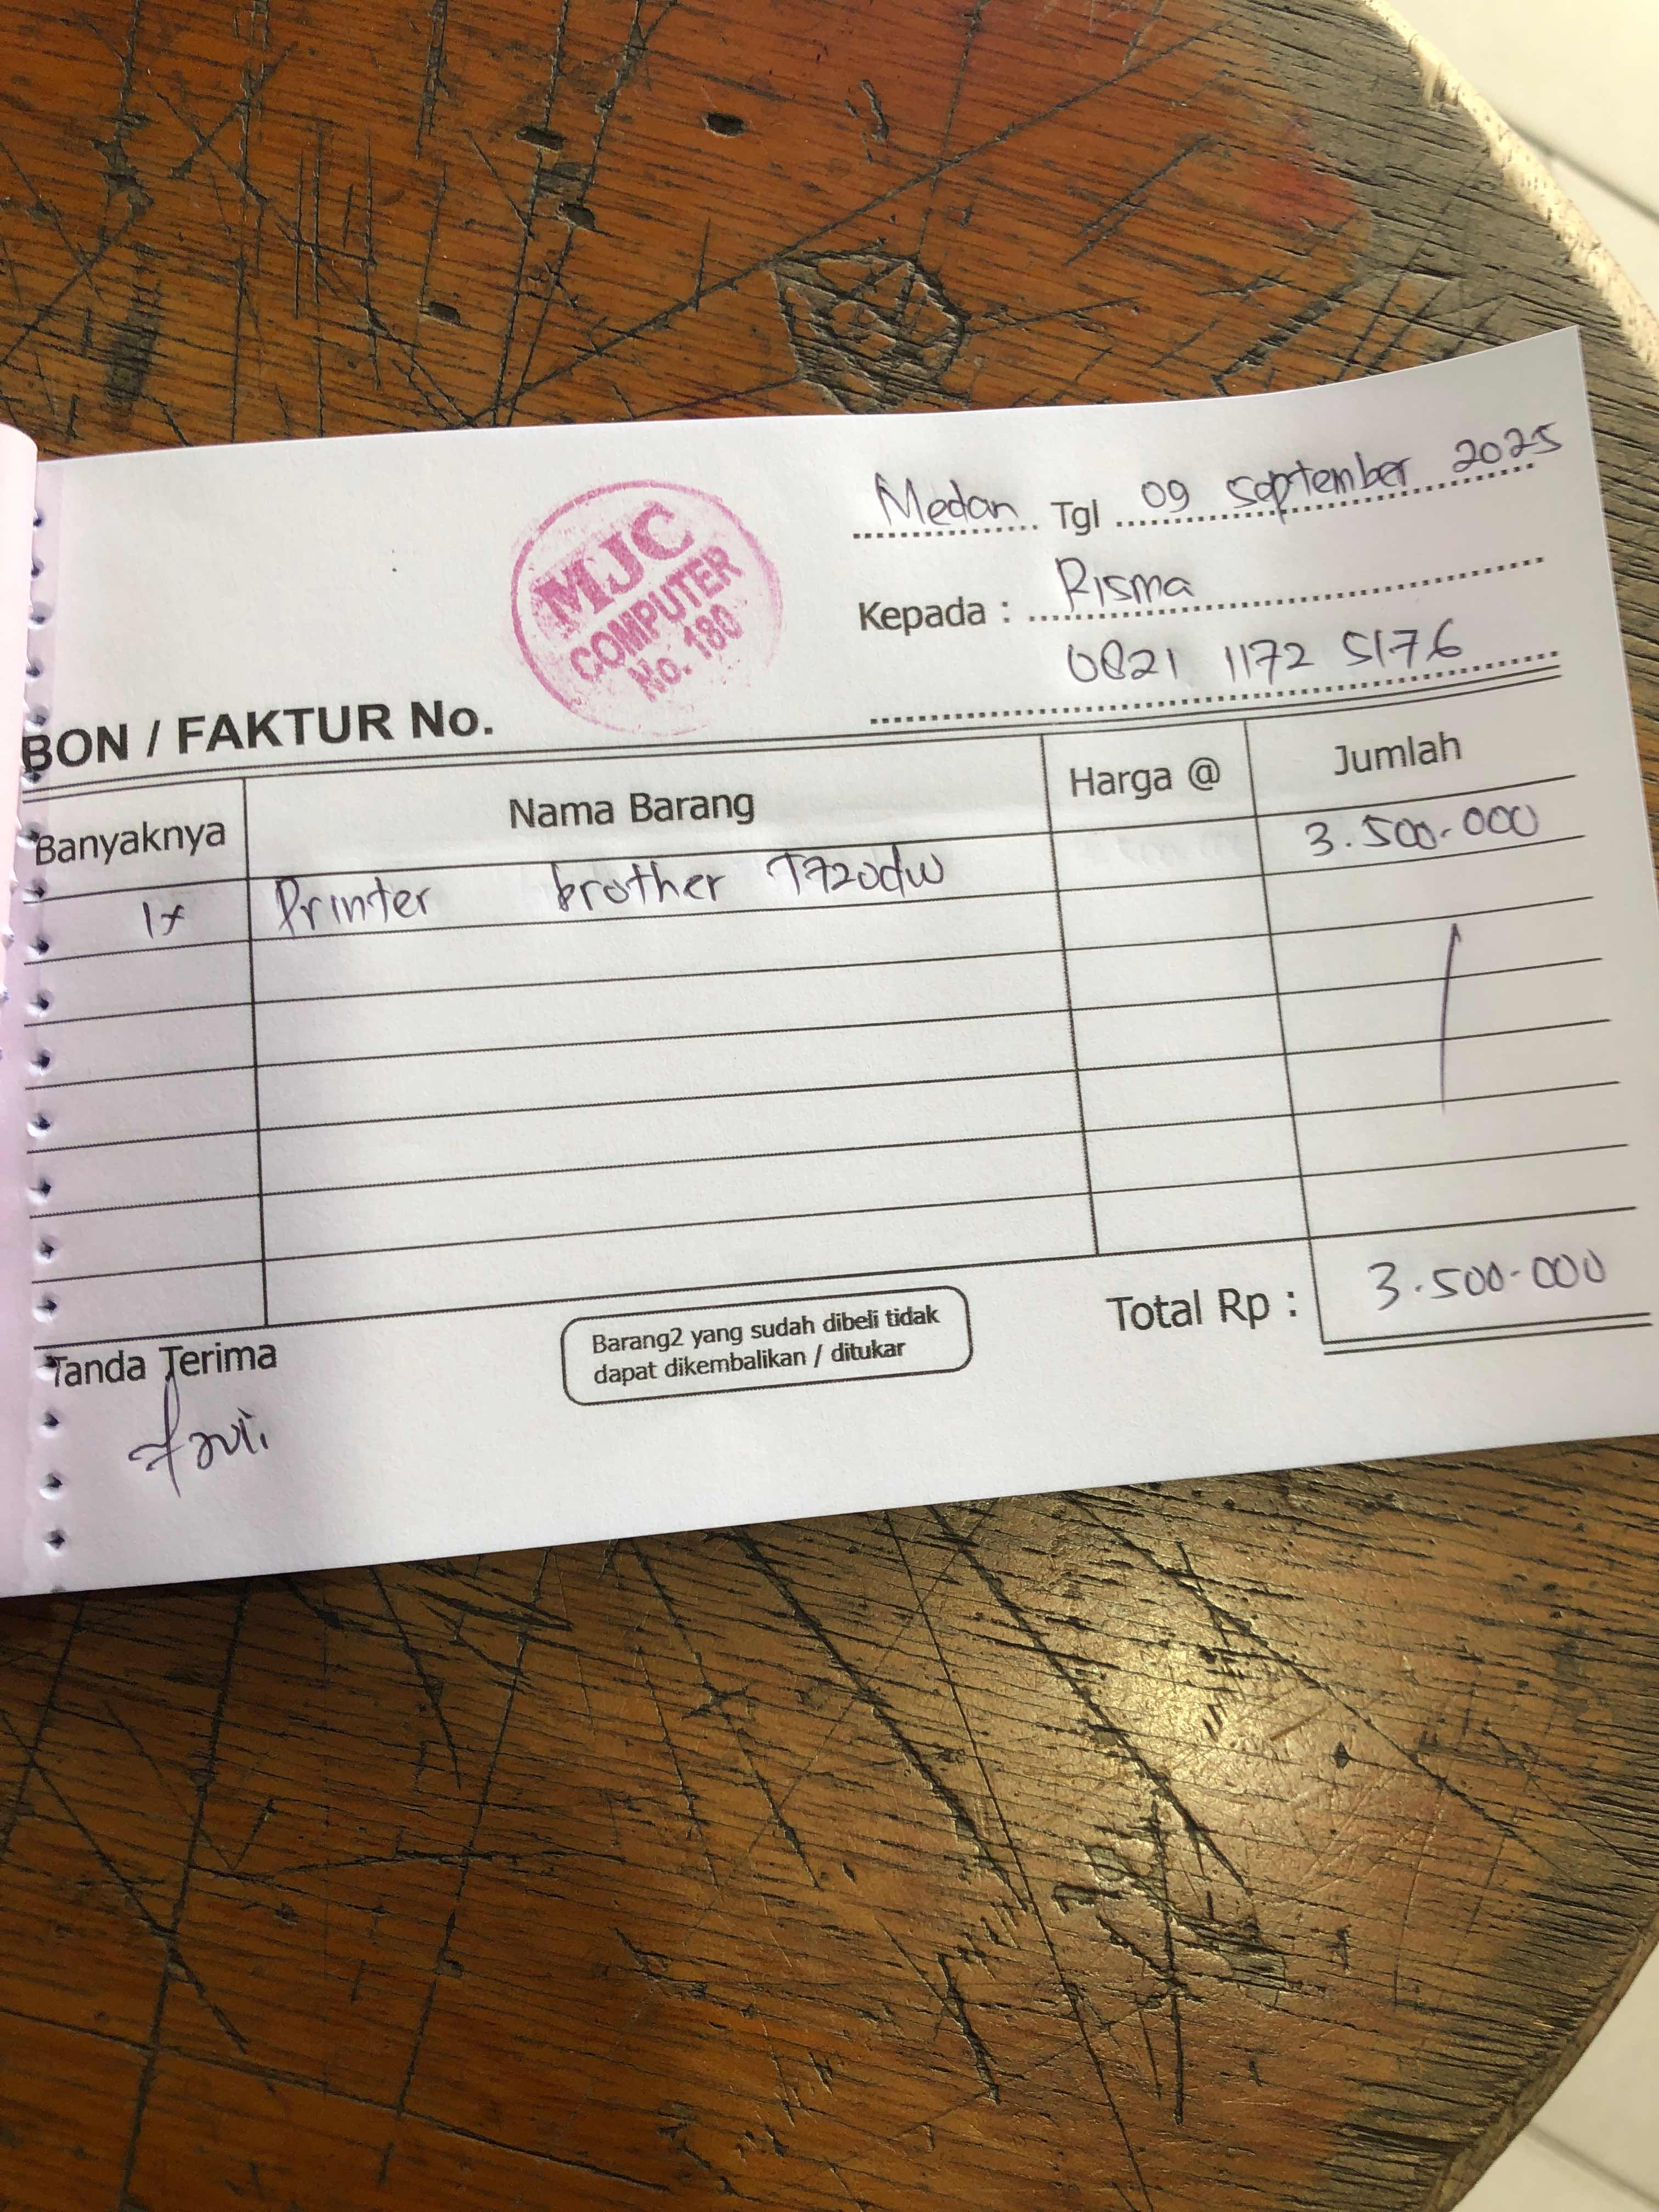 MJC
COMPUTER
No. 180
Medan Tgl 09 September 2025
Kepada : Risma
0821 1172 5176
BON / FAKTUR No.
Banyaknya Nama Barang Harga @ Jumlah
1x Printer brother T720dw 3.500.000
Total Rp : 3.500.000
Tanda Terima
Barang2 yang sudah dibeli tidak
dapat dikembalikan / ditukar